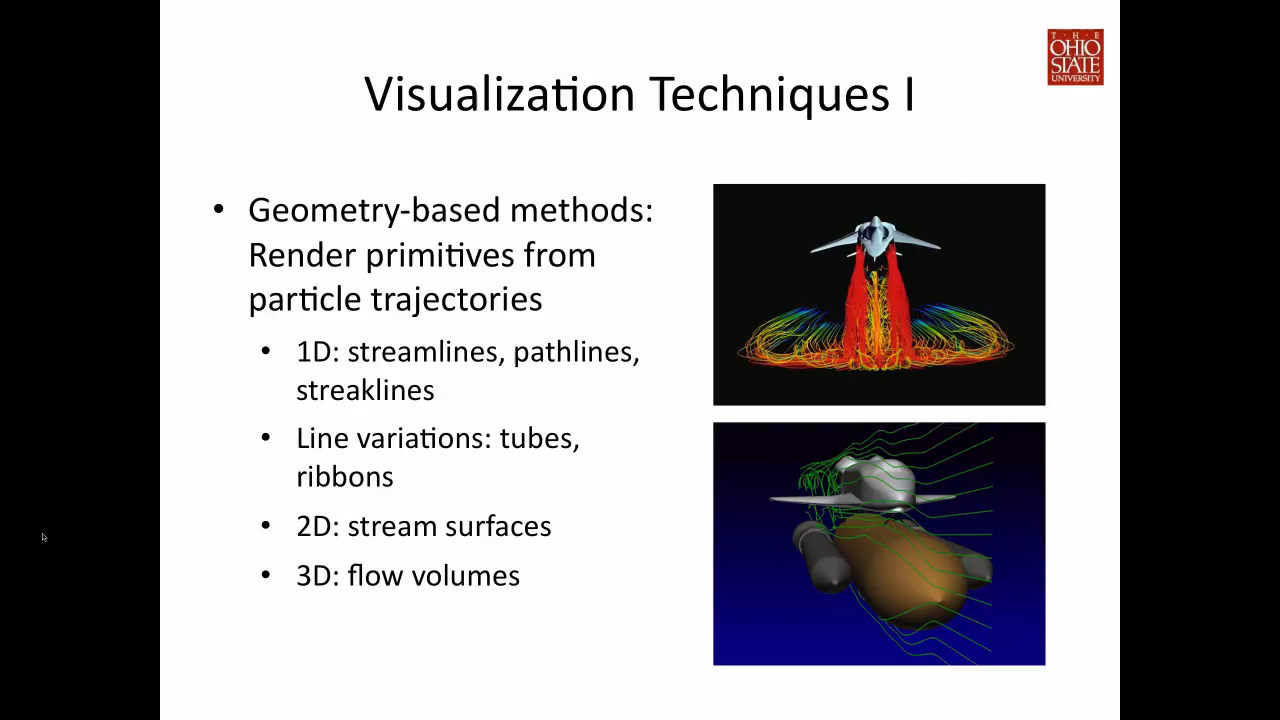 T·H·E
OHIO
STATE
UNIVERSITY
Visualization Techniques I
• Geometry-based methods:
Render primitives from
particle trajectories
• 1D: streamlines, pathlines,
streaklines
• Line variations: tubes,
ribbons
• 2D: stream surfaces
• 3D: flow volumes